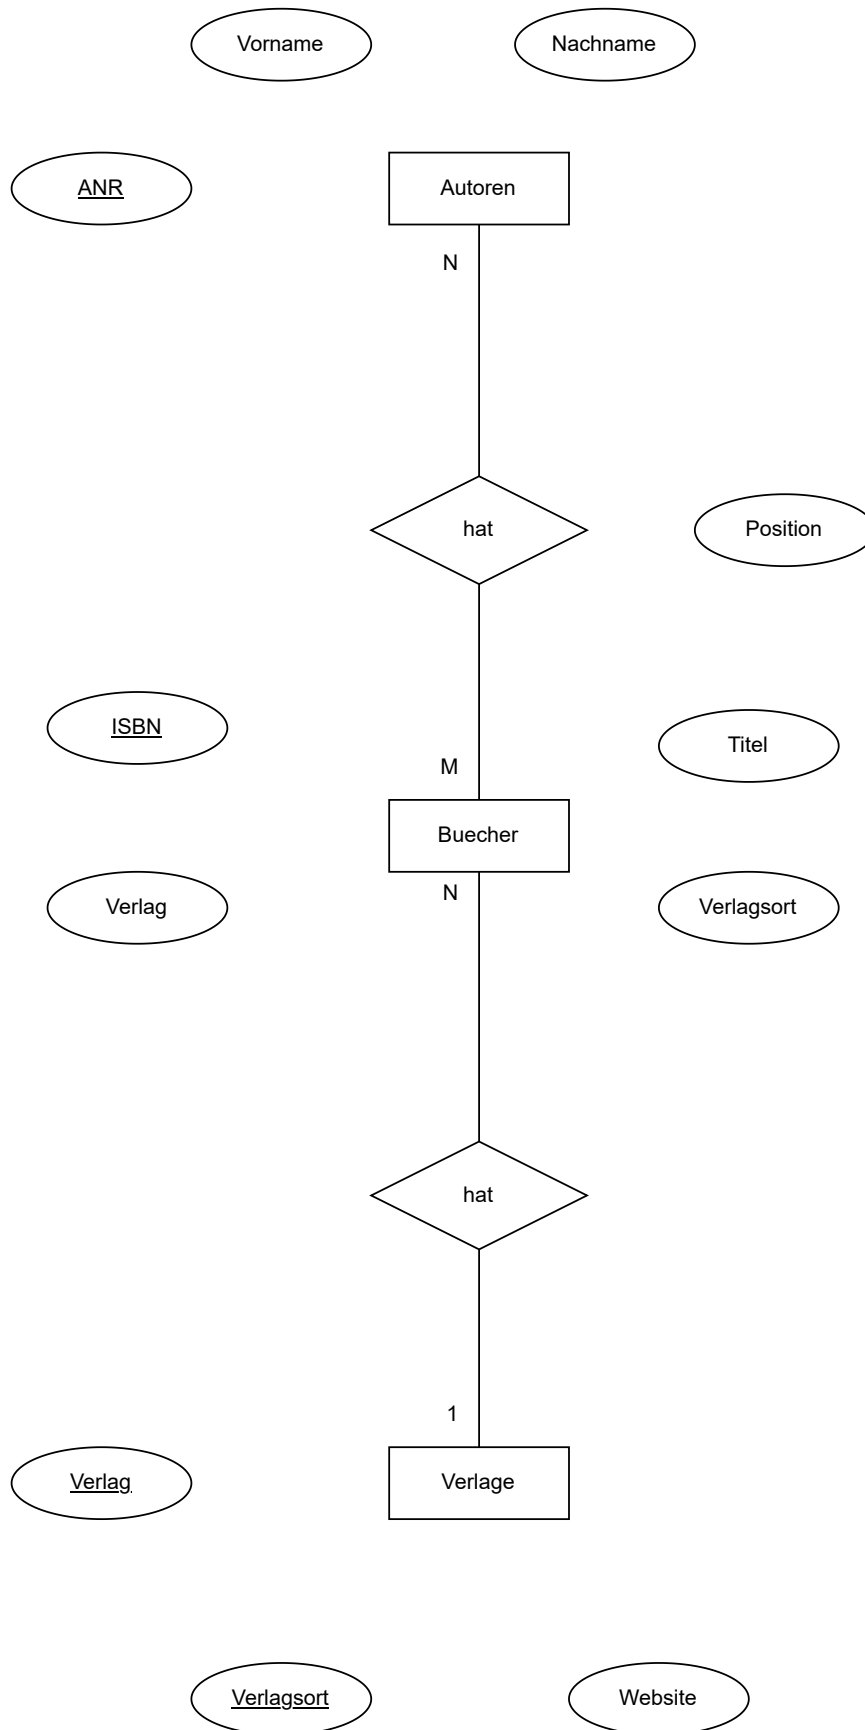 Vorname
Nachname
ANR
Autoren
N
hat
Position
ISBN
Titel
M
Buecher
N
Verlag
Verlagsort
hat
1
Verlag
Verlage
Verlagsort
Website